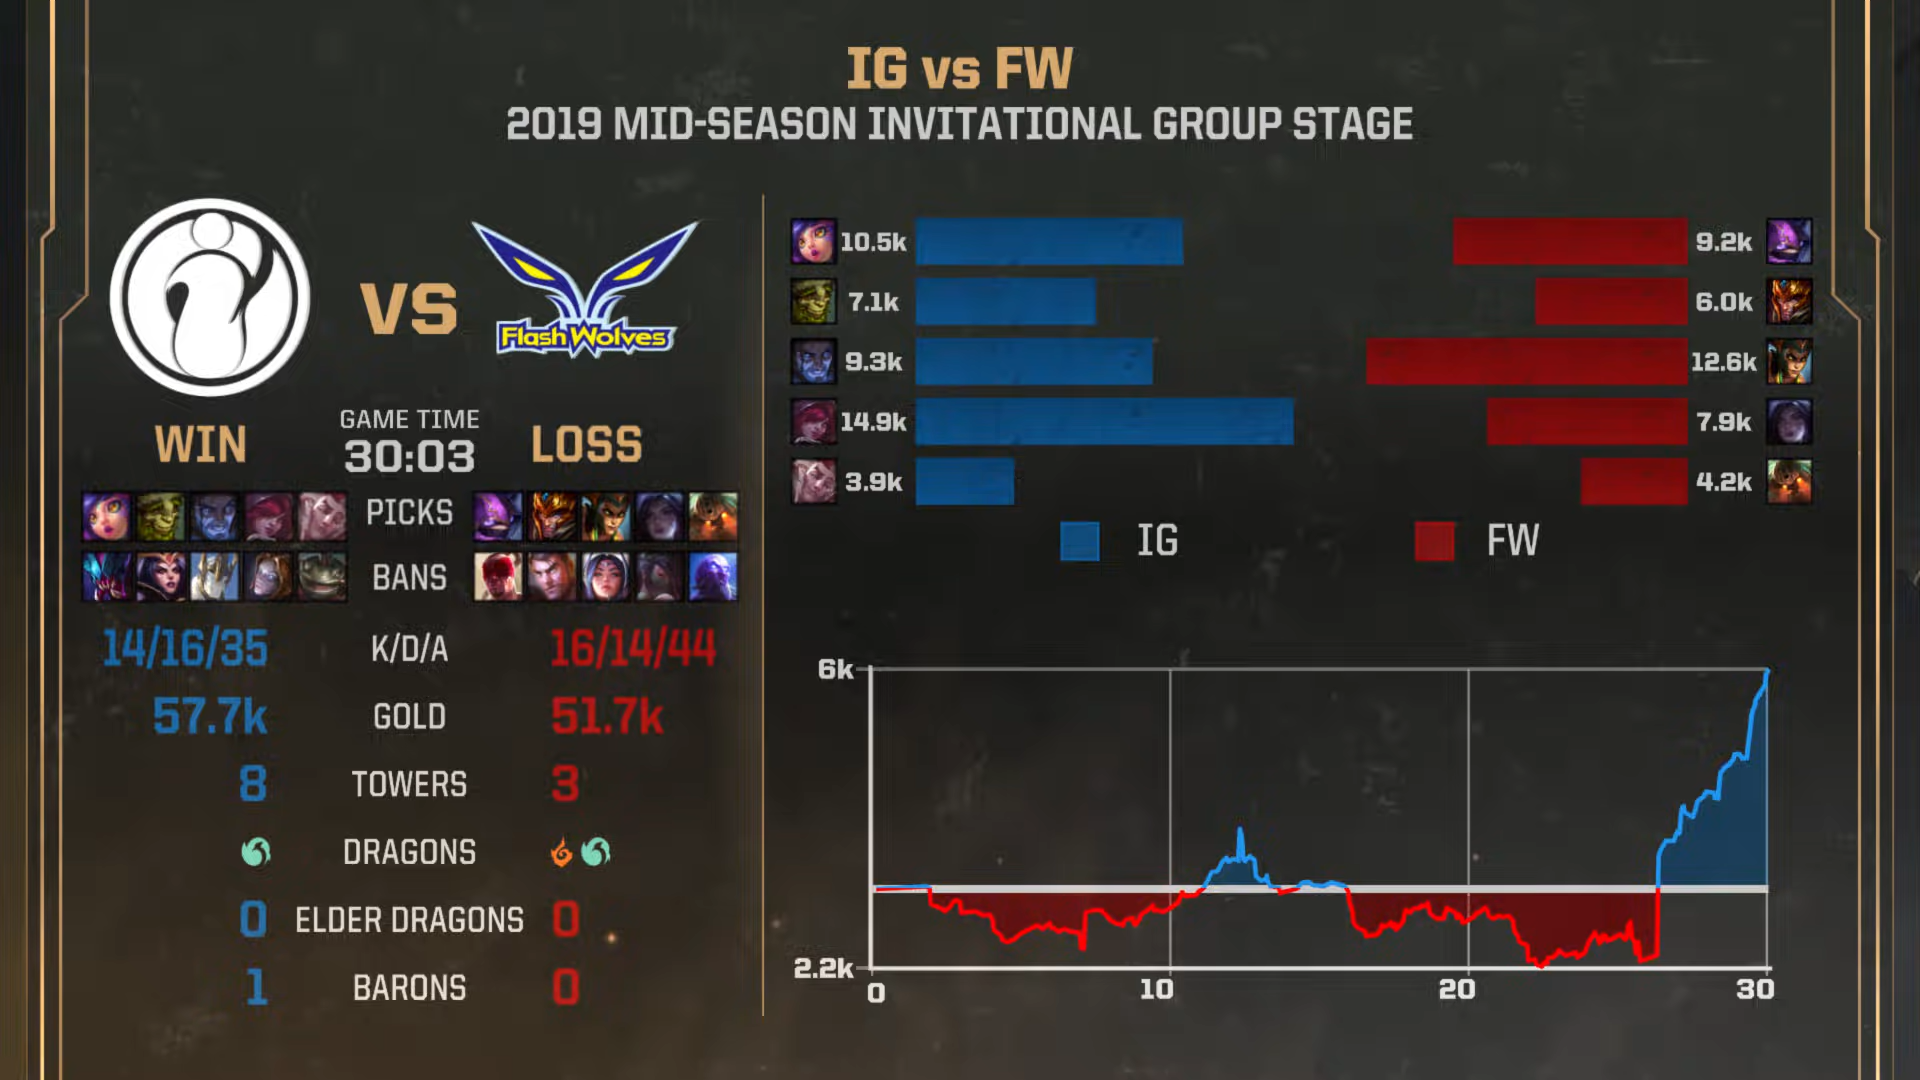 IG vs FW
2019 MID-SEASON INVITATIONAL GROUP STAGE
VS
Flash Wolves
WIN
GAME TIME
30:03
LOSS
PICKS
BANS
14/16/35 K/D/A 16/14/44
57.7k GOLD 51.7k
8 TOWERS 3
DRAGONS
0 ELDER DRAGONS 0
1 BARONS 0
10.5k 9.2k
7.1k 6.0k
9.3k 12.6k
14.9k 7.9k
3.9k 4.2k
IG FW
6k
2.2k
0 10 20 30